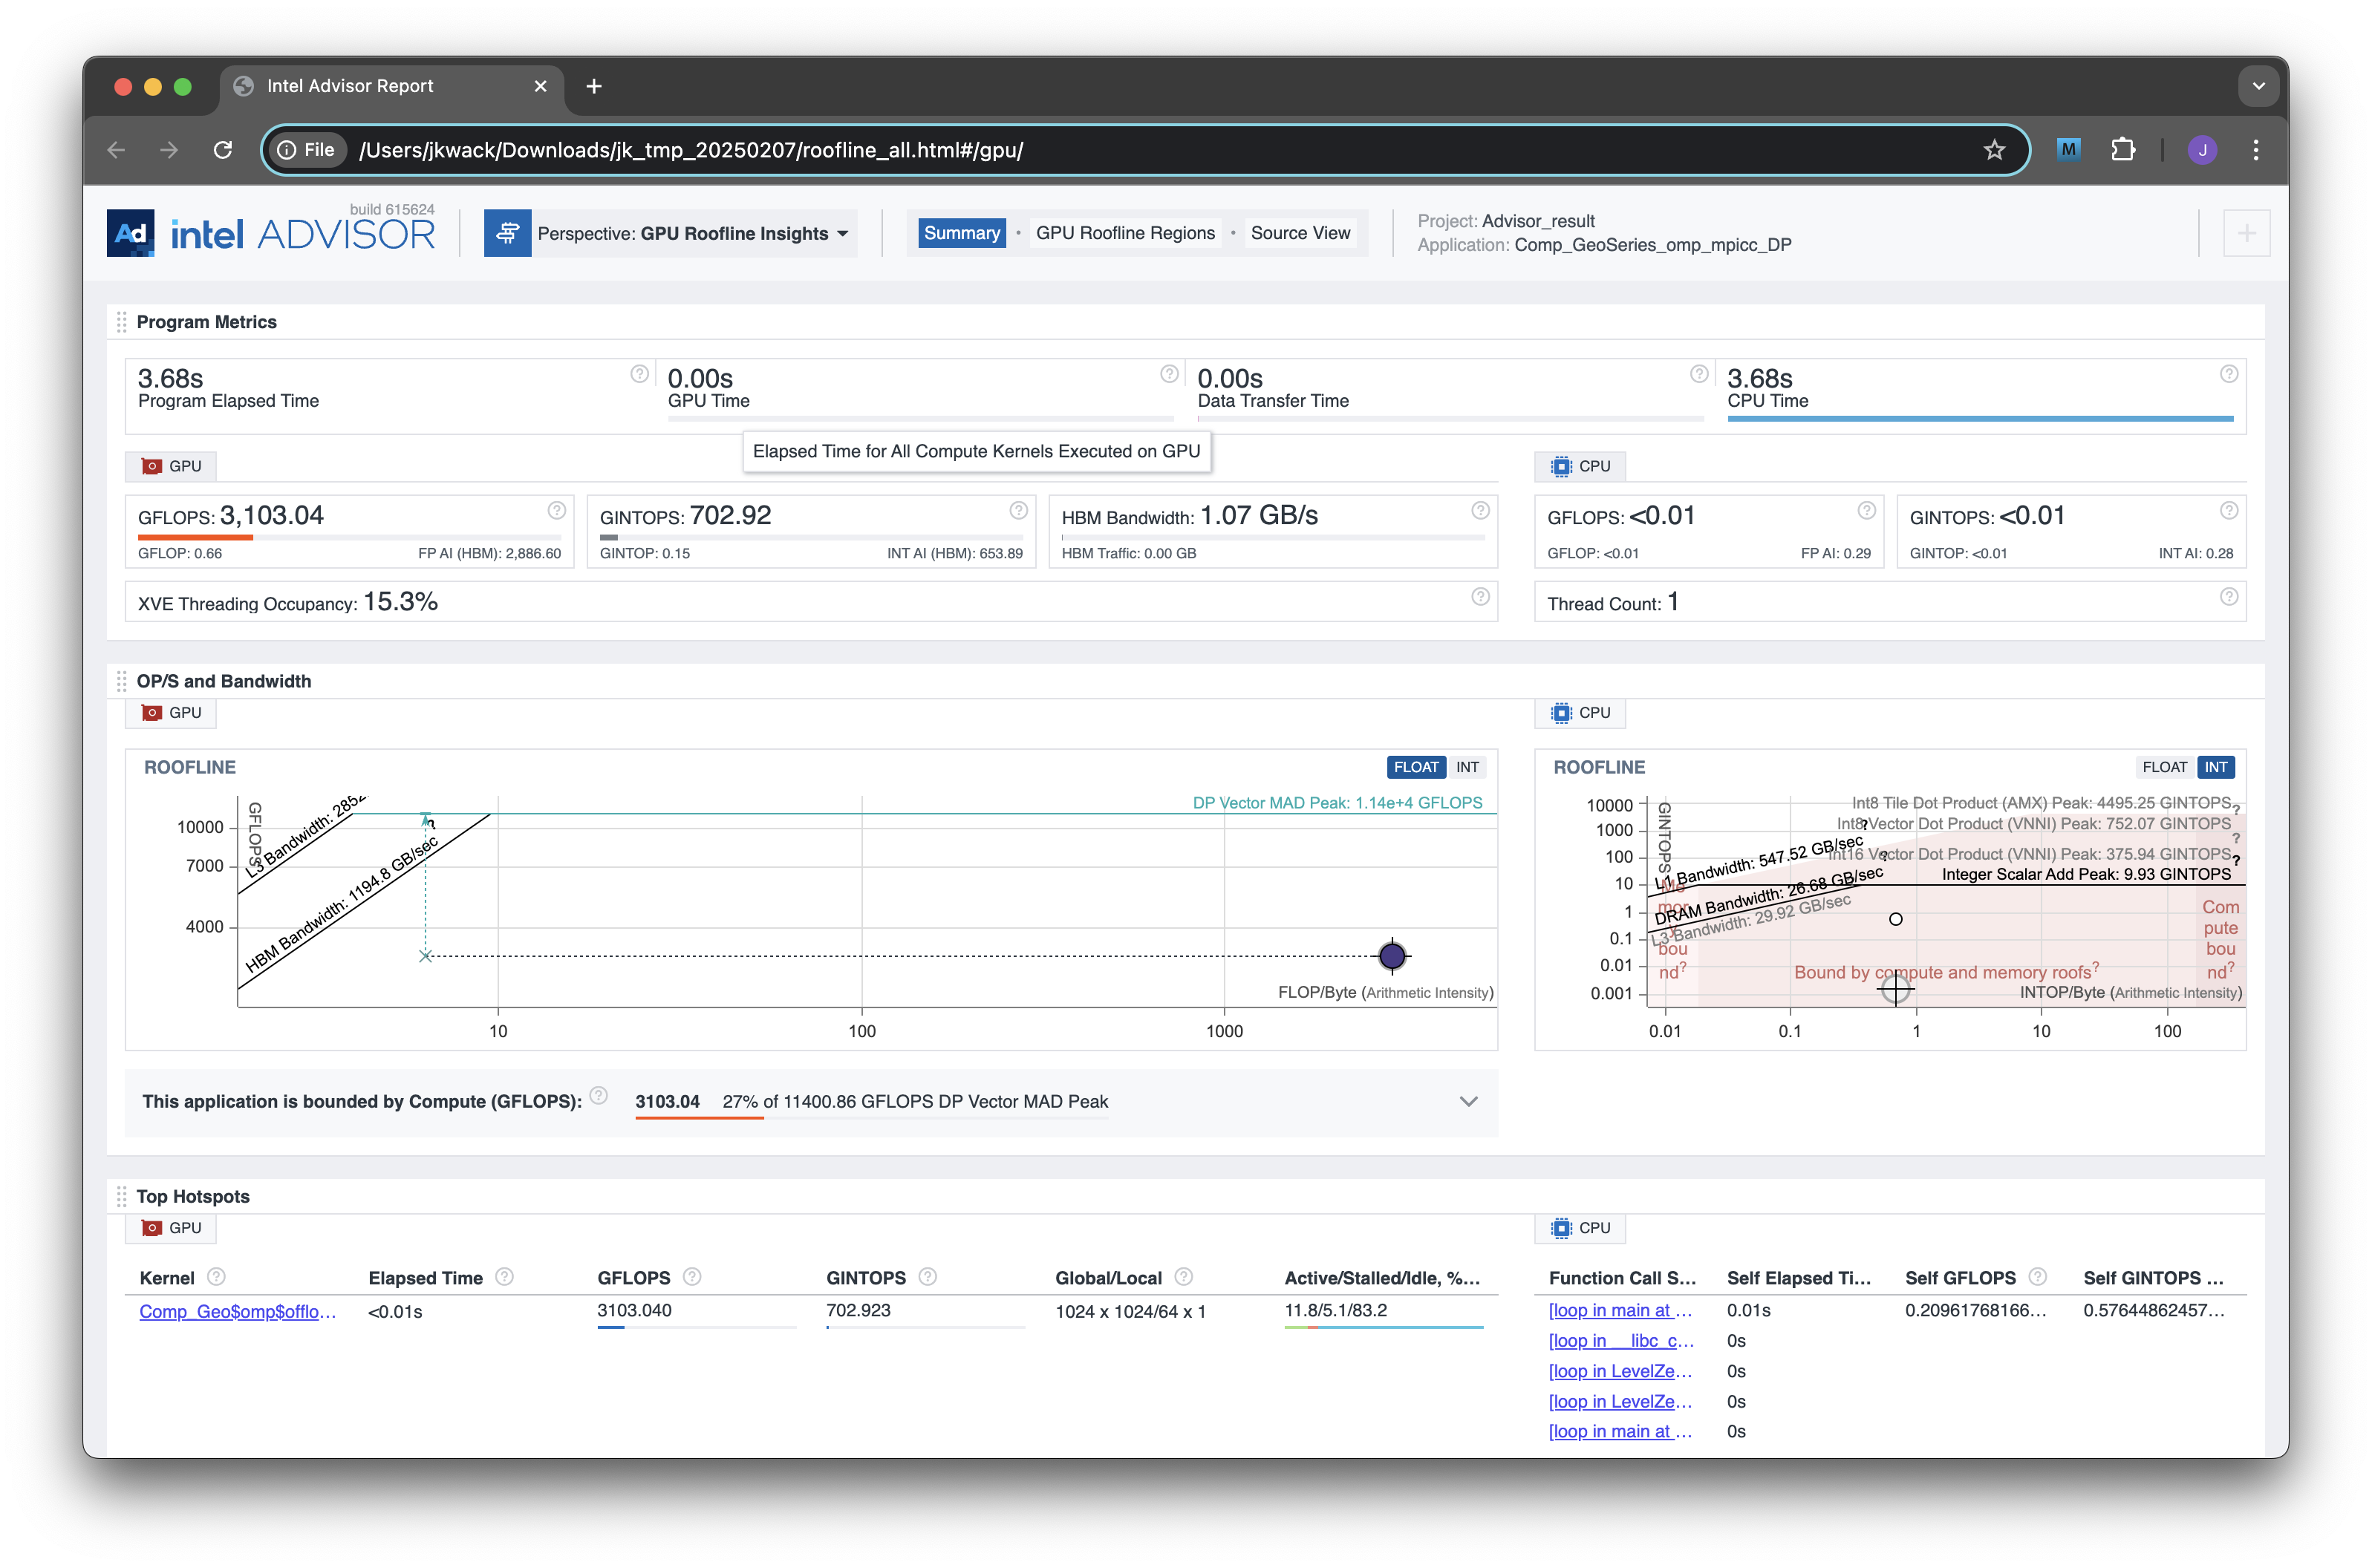 Intel Advisor Report
File /Users/jkwack/Downloads/jk_tmp_20250207/roofline_all.html#/gpu/
M
J
build 615624
Ad intel ADVISOR
Perspective: GPU Roofline Insights
Summary · GPU Roofline Regions · Source View
Project: Advisor_result
Application: Comp_GeoSeries_omp_mpicc_DP
Program Metrics
3.68s
Program Elapsed Time
0.00s
GPU Time
0.00s
Data Transfer Time
3.68s
CPU Time
Elapsed Time for All Compute Kernels Executed on GPU
GPU
GFLOPS: 3,103.04
GFLOP: 0.66 FP AI (HBM): 2,886.60
GINTOPS: 702.92
GINTOP: 0.15 INT AI (HBM): 653.89
HBM Bandwidth: 1.07 GB/s
HBM Traffic: 0.00 GB
XVE Threading Occupancy: 15.3%
CPU
GFLOPS: <0.01
GFLOP: <0.01 FP AI: 0.29
GINTOPS: <0.01
GINTOP: <0.01 INT AI: 0.28
Thread Count: 1
OP/S and Bandwidth
GPU
ROOFLINE
FLOAT INT
DP Vector MAD Peak: 1.14e+4 GFLOPS
GFLOPS
10000
7000
4000
L3 Bandwidth: 2852
HBM Bandwidth: 1194.8 GB/sec
?
FLOP/Byte (Arithmetic Intensity)
10 100 1000
This application is bounded by Compute (GFLOPS): 3103.04 27% of 11400.86 GFLOPS DP Vector MAD Peak
CPU
ROOFLINE
FLOAT INT
GINTOPS
10000
1000
100
10
1
0.1
0.01
0.001
Int8 Tile Dot Product (AMX) Peak: 4495.25 GINTOPS?
Int8 Vector Dot Product (VNNI) Peak: 752.07 GINTOPS?
Int16 Vector Dot Product (VNNI) Peak: 375.94 GINTOPS?
Integer Scalar Add Peak: 9.93 GINTOPS
L1 Bandwidth: 547.52 GB/sec
?
DRAM Bandwidth: 26.68 GB/sec
?
L3 Bandwidth: 29.92 GB/sec
Me
mor
y
bou
nd?
Bound by compute and memory roofs?
Com
pute
bou
nd?
INTOP/Byte (Arithmetic Intensity)
0.01 0.1 1 10 100
Top Hotspots
GPU
Kernel Elapsed Time GFLOPS GINTOPS Global/Local Active/Stalled/Idle, %...
Comp_Geo$omp$offlo... <0.01s 3103.040 702.923 1024 x 1024/64 x 1 11.8/5.1/83.2
CPU
Function Call S... Self Elapsed Ti... Self GFLOPS Self GINTOPS ...
[loop in main at ... 0.01s 0.20961768166... 0.57644862457...
[loop in __libc_c... 0s
[loop in LevelZe... 0s
[loop in LevelZe... 0s
[loop in main at ... 0s